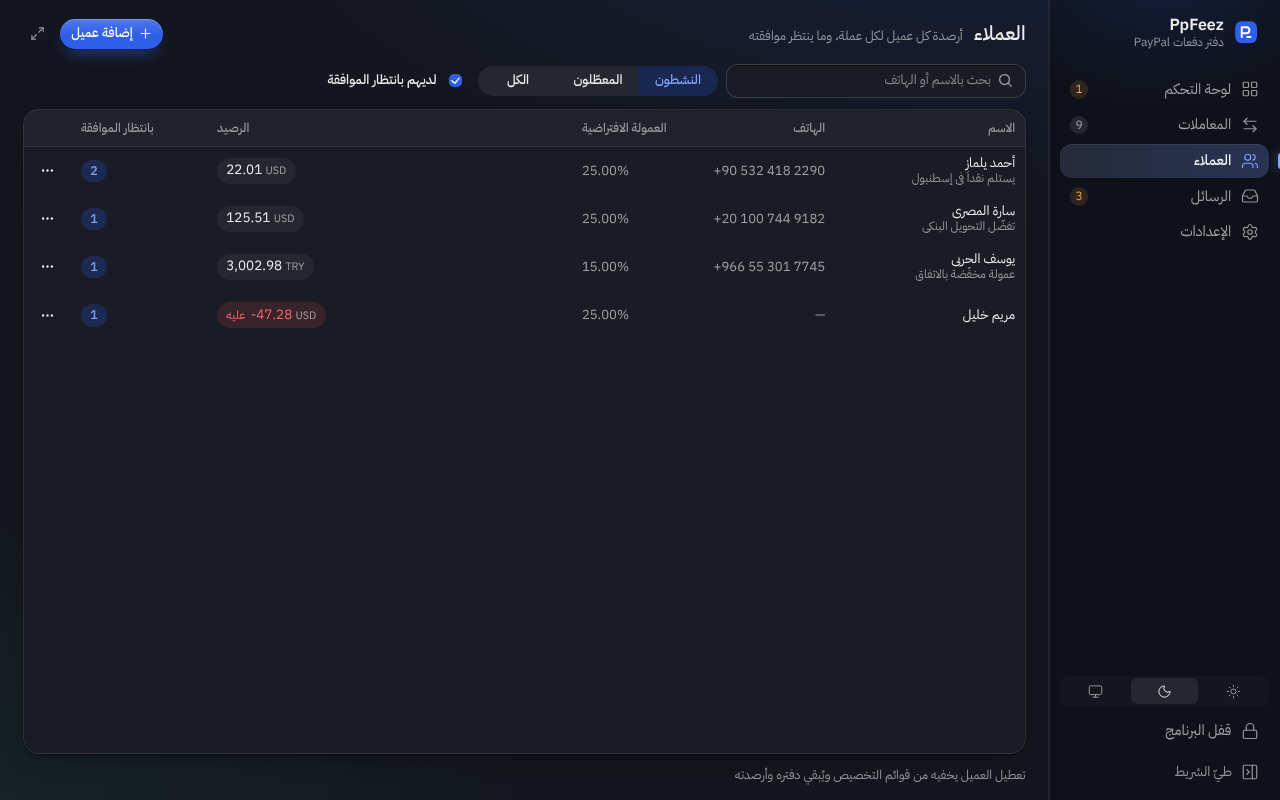 PpFeez
دفتر دفعات PayPal
لوحة التحكم 1
المعاملات 9
العملاء
الرسائل 3
الإعدادات
قفل البرنامج
طيّ الشريط
العملاء أرصدة كل عميل لكل عملة، وما ينتظر موافقته
إضافة عميل
بحث بالاسم أو الهاتف
النشطون المعطّلون الكل
لديهم بانتظار الموافقة
الاسم الهاتف العمولة الافتراضية الرصيد بانتظار الموافقة
أحمد يلماز +90 532 418 2290 25.00% 22.01 USD 2
يستلم نقداً في إسطنبول
سارة المصري +20 100 744 9182 25.00% 125.51 USD 1
تفضّل التحويل البنكي
يوسف الحربي +966 55 301 7745 15.00% 3,002.98 TRY 1
عمولة مخفّضة بالاتفاق
مريم خليل — 25.00% -47.28 USD عليه 1
تعطيل العميل يخفيه من قوائم التخصيص ويُبقي دفتره وأرصدته